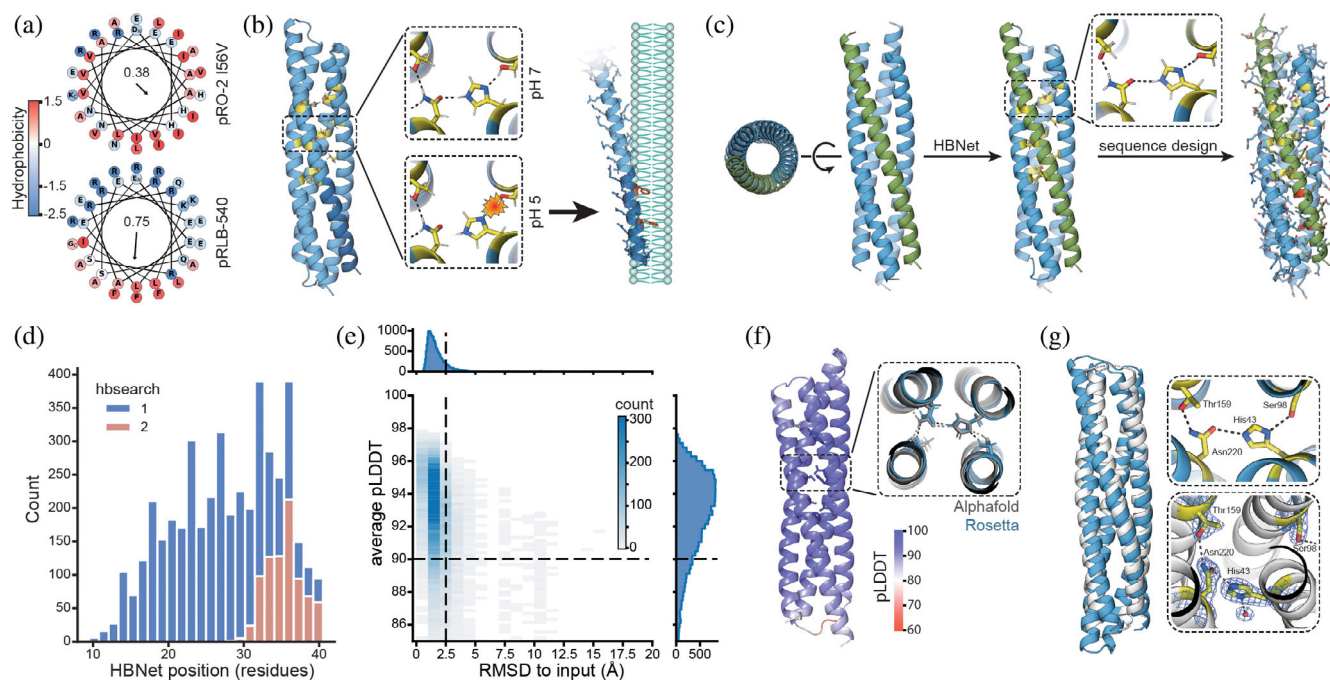 (a)
Hydrophobicity
1.5
0
-1.5
-2.5
0.38
pRO-2 I56V
0.75
pRLB-540
(b)
pH 7
pH 5
(c)
HBNet
sequence design
(d)
hbsearch
1
2
Count
400
350
300
250
200
150
100
50
0
10
20
30
40
HBNet position (residues)
(e)
1000
500
0
average pLDDT
98
96
94
92
90
88
86
count
300
200
100
0
0
2.5
5
7.5
10
12.5
15
17.5
20
RMSD to input (Å)
0
500
(f)
Alphafold
Rosetta
pLDDT
100
90
80
70
60
(g)
Thr159
Ser98
His43
Asn220
Thr159
Ser98
Asn220
His43